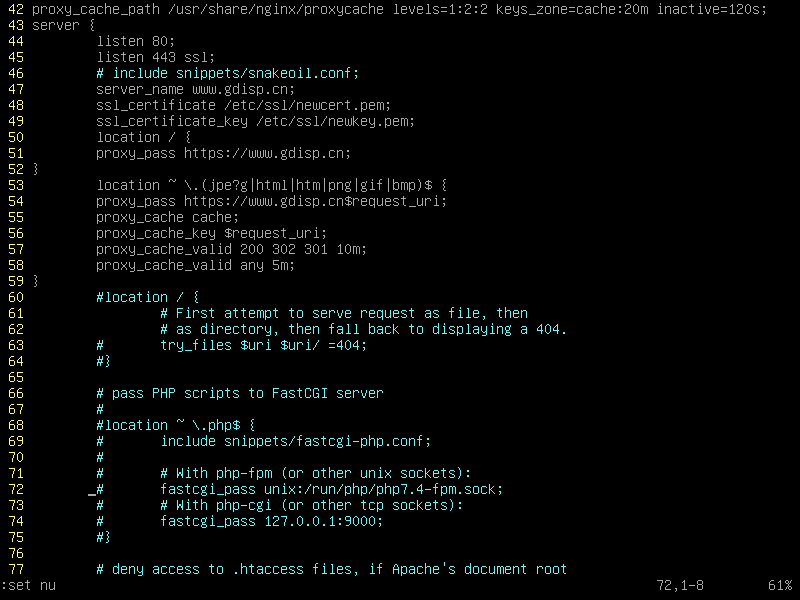 42 proxy_cache_path /usr/share/nginx/proxycache levels=1:2:2 keys_zone=cache:20m inactive=120s;
43 server {
44         listen 80;
45         listen 443 ssl;
46         # include snippets/snakeoil.conf;
47         server_name www.gdisp.cn;
48         ssl_certificate /etc/ssl/newcert.pem;
49         ssl_certificate_key /etc/ssl/newkey.pem;
50         location / {
51         proxy_pass https://www.gdisp.cn;
52 }
53         location ~ \.(jpe?g|html|htm|png|gif|bmp)$ {
54         proxy_pass https://www.gdisp.cn$request_uri;
55         proxy_cache cache;
56         proxy_cache_key $request_uri;
57         proxy_cache_valid 200 302 301 10m;
58         proxy_cache_valid any 5m;
59 }
60         #location / {
61                 # First attempt to serve request as file, then
62                 # as directory, then fall back to displaying a 404.
63         #       try_files $uri $uri/ =404;
64         #}
65
66         # pass PHP scripts to FastCGI server
67         #
68         #location ~ \.php$ {
69         #       include snippets/fastcgi-php.conf;
70         #
71         #       # With php-fpm (or other unix sockets):
72         #       fastcgi_pass unix:/run/php/php7.4-fpm.sock;
73         #       # With php-cgi (or other tcp sockets):
74         #       fastcgi_pass 127.0.0.1:9000;
75         #}
76
77         # deny access to .htaccess files, if Apache's document root
:set nu                                                                           72,1-8        61%